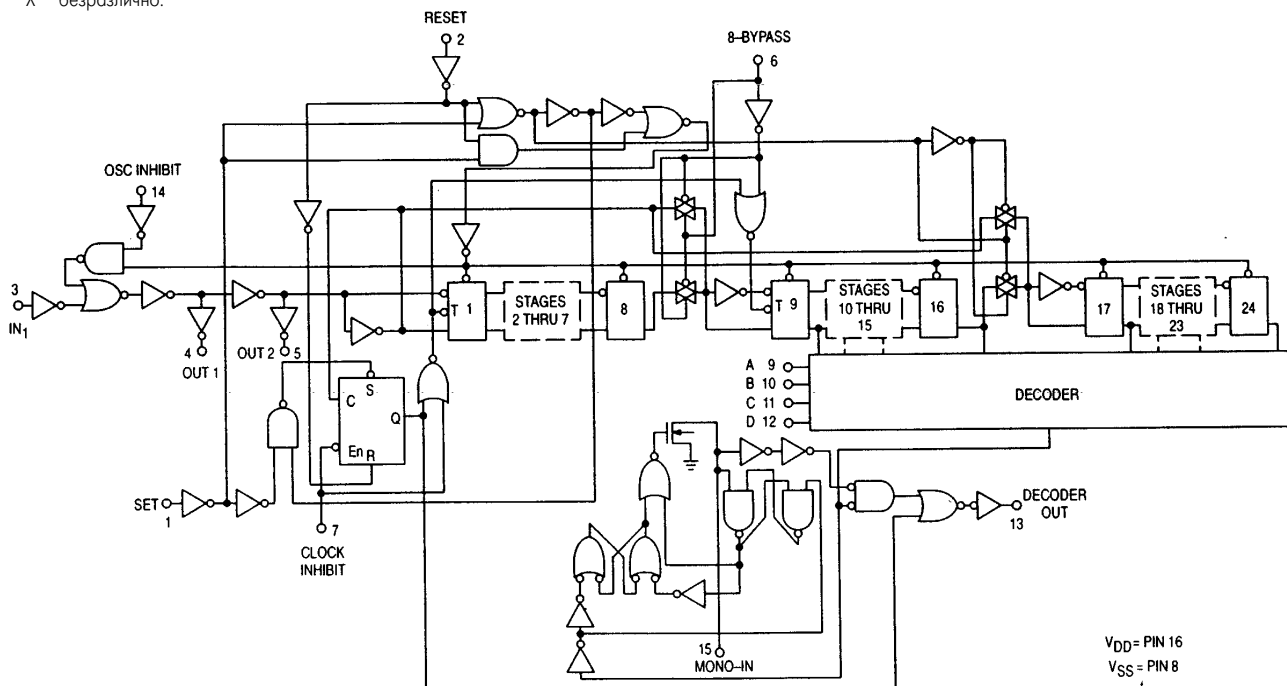 X безразлично.
RESET
2
8–BYPASS
6
OSC INHIBIT
14
3
IN1
4
OUT 1
OUT 2
5
T 1
STAGES
2 THRU 7
8
T 9
STAGES
10 THRU
15
16
17
STAGES
18 THRU
23
24
C
S
Q
En
R
A 9
B 10
C 11
D 12
DECODER
SET
1
7
CLOCK
INHIBIT
DECODER
OUT
13
15
MONO–IN
VDD = PIN 16
VSS = PIN 8